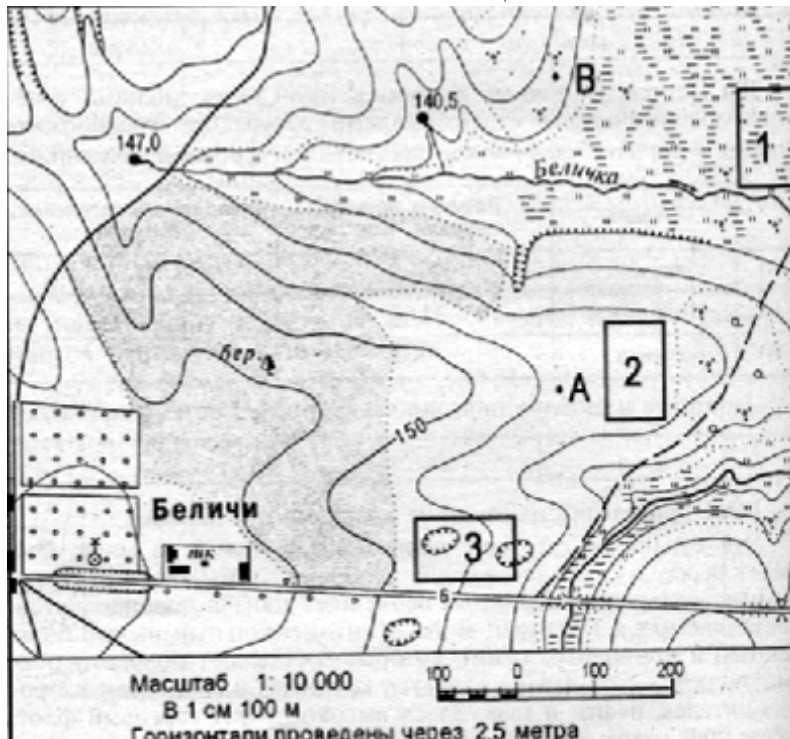 140,5
В
147,0
1
Беличка
бер.
2
А
150
Беличи
3
пик
6
Масштаб 1:10 000
В 1 см 100 м
100 0 100 200
Горизонтали проведены через 2,5 метра